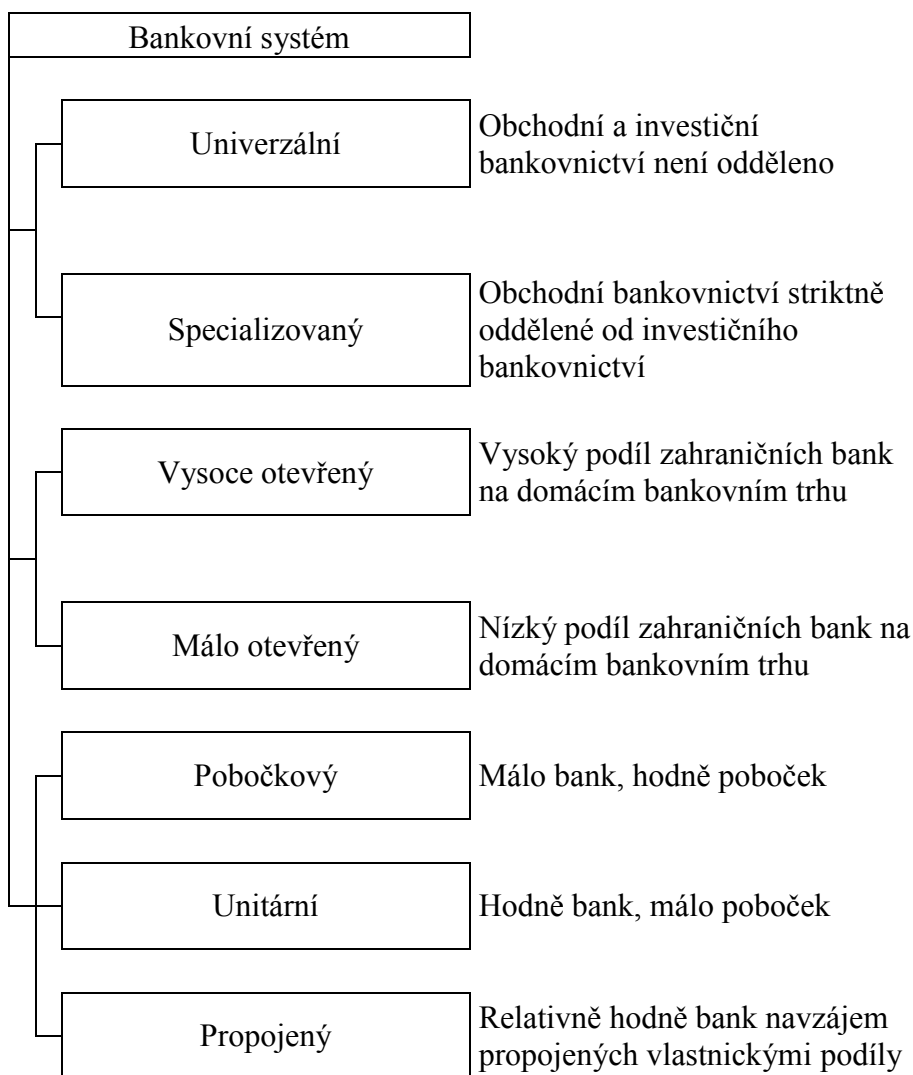 Bankovní systém
Univerzální
Obchodní a investiční
bankovnictví není odděleno
Specializovaný
Obchodní bankovnictví striktně
oddělené od investičního
bankovnictví
Vysoce otevřený
Vysoký podíl zahraničních bank
na domácím bankovním trhu
Málo otevřený
Nízký podíl zahraničních bank na
domácím bankovním trhu
Pobočkový
Málo bank, hodně poboček
Unitární
Hodně bank, málo poboček
Propojený
Relativně hodně bank navzájem
propojených vlastnickými podíly